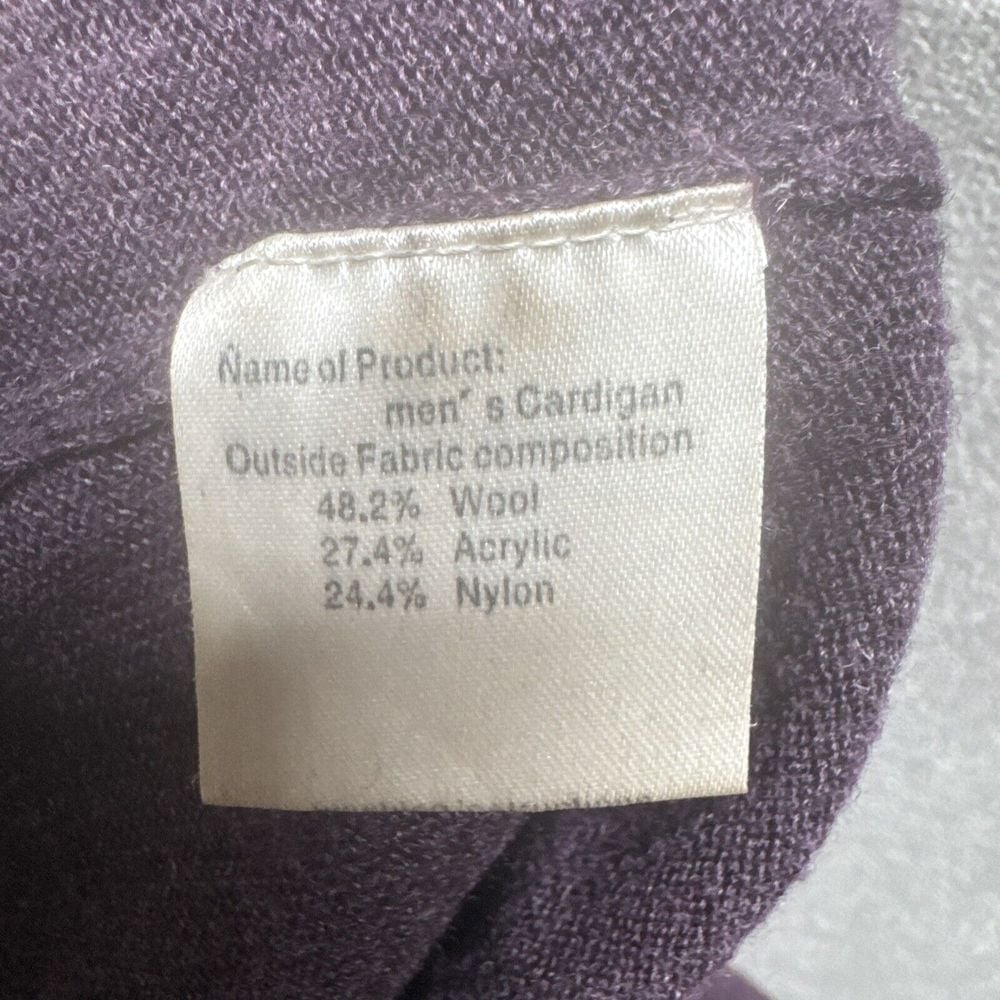 Name of Product:
men's Cardigan
Outside Fabric composition
48.2% Wool
27.4% Acrylic
24.4% Nylon